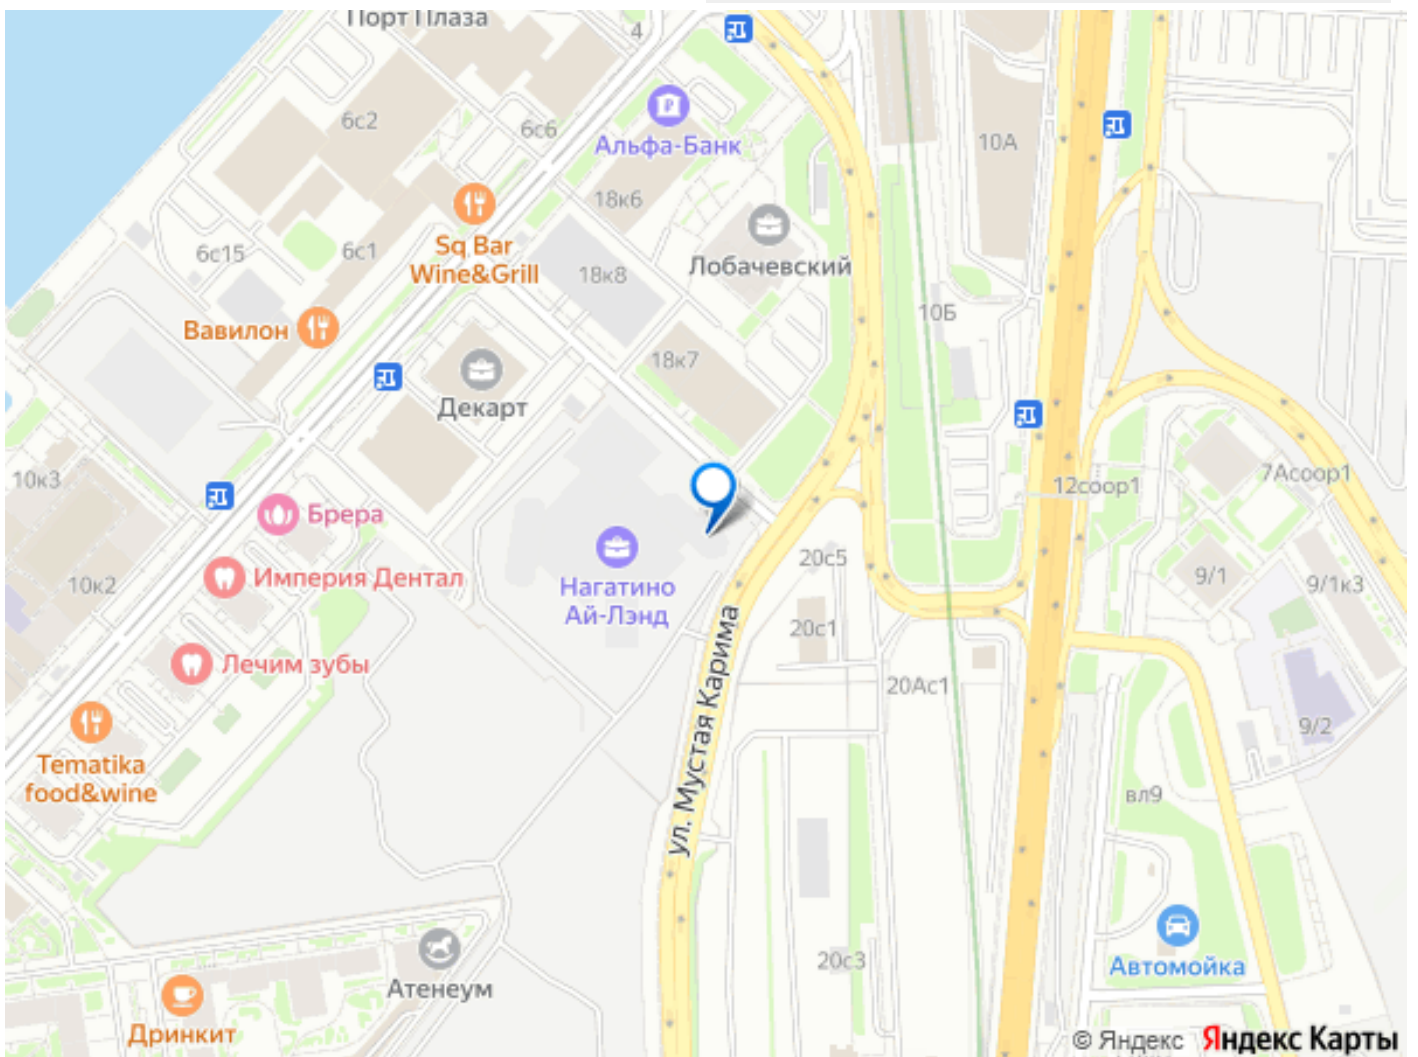 Порт Плаза
4
6с2
6с6
Альфа-Банк
10А
18к6
6с15
6с1
Sq Bar
Wine&Grill
18к8
Лобачевский
10Б
Вавилон
18к7
Декарт
10к3
7Асоор1
12соор1
Брера
20с5
10к2
Империя Дентал
Нагатино
Ай-Лэнд
9/1
9/1к3
20с1
Лечим зубы
20Ас1
ул. Мустая Карима
9/2
Tematika
food&wine
вл9
20с3
Автомойка
Атенеум
Дринкит
© Яндекс Яндекс Карты